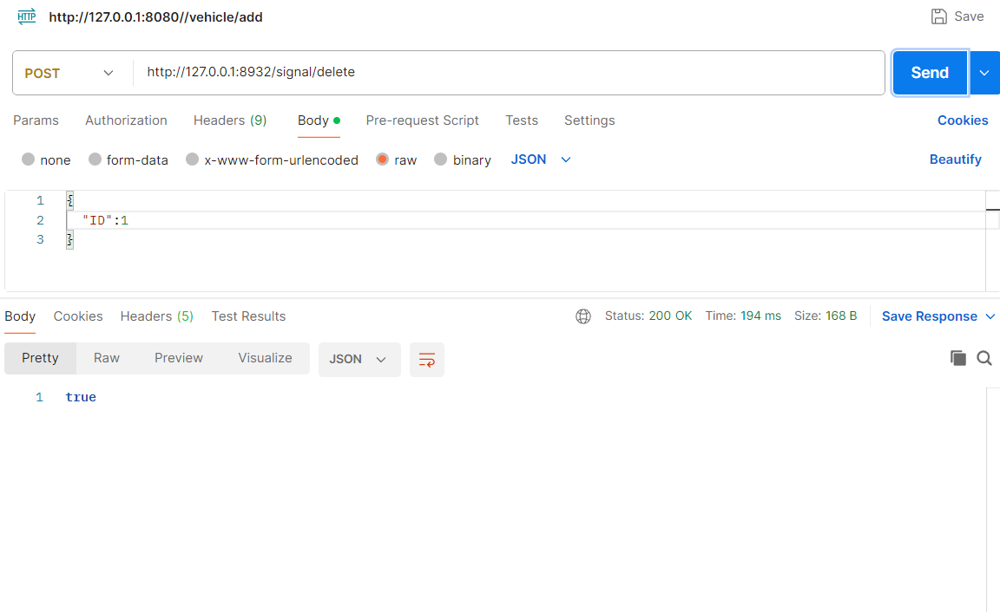 HTTP http://127.0.0.1:8080//vehicle/add Save
POST http://127.0.0.1:8932/signal/delete Send
Params Authorization Headers (9) Body Pre-request Script Tests Settings Cookies
none form-data x-www-form-urlencoded raw binary JSON Beautify
1 {
2 "ID":1
3 }
Body Cookies Headers (5) Test Results Status: 200 OK Time: 194 ms Size: 168 B Save Response
Pretty Raw Preview Visualize JSON
1 true